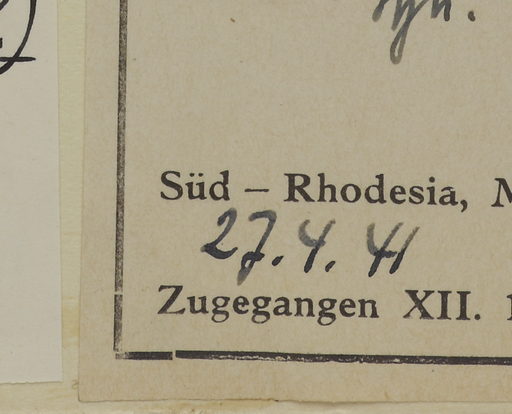 Süd – Rhodesia,
27.4.41
Zugegangen XII.